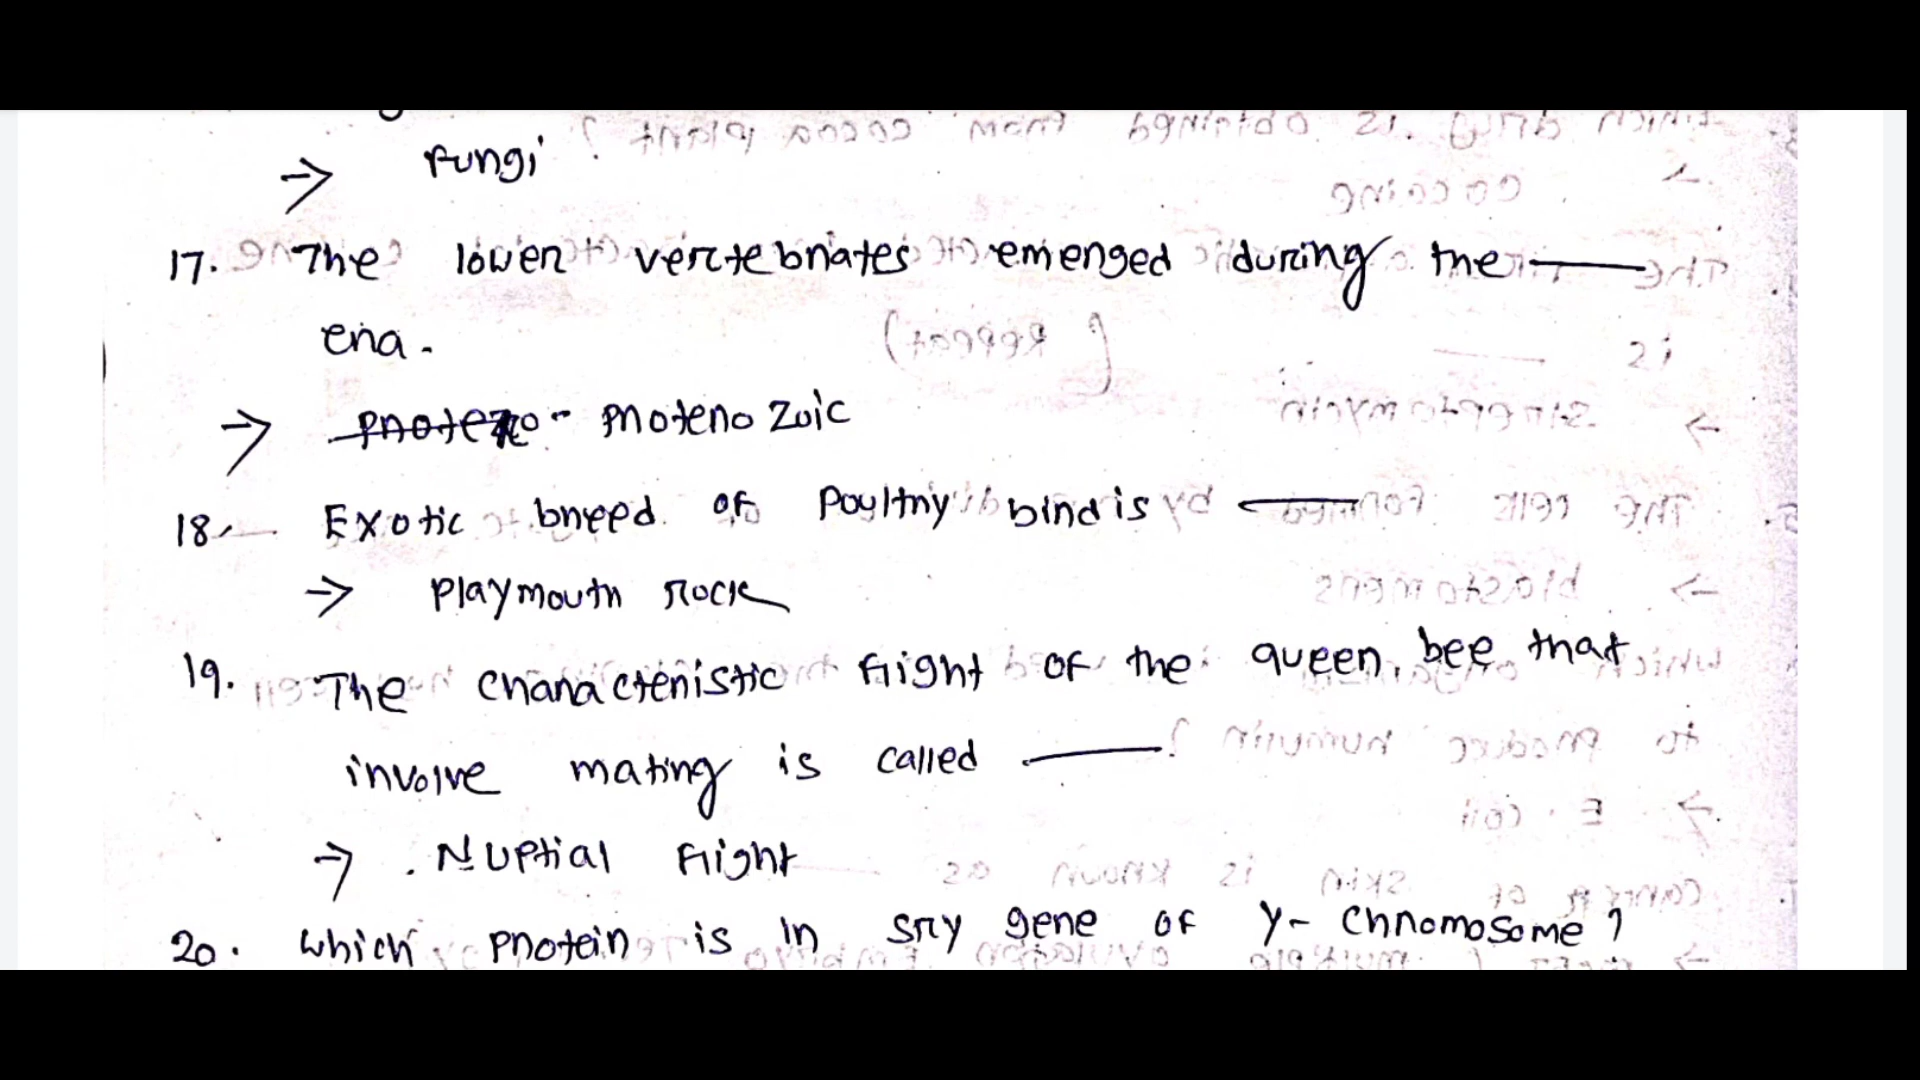 → Fungi
17. The lower vertebrates emerged during the ——
era.
→ protero- proterozoic
18. Exotic breed of Poultry bird is ——
→ Playmouth rock
19. The characteristic flight of the queen bee that
involve mating is called ——
→ . Nuptial flight
20. which protein is in sry gene of Y- Chromosome ?